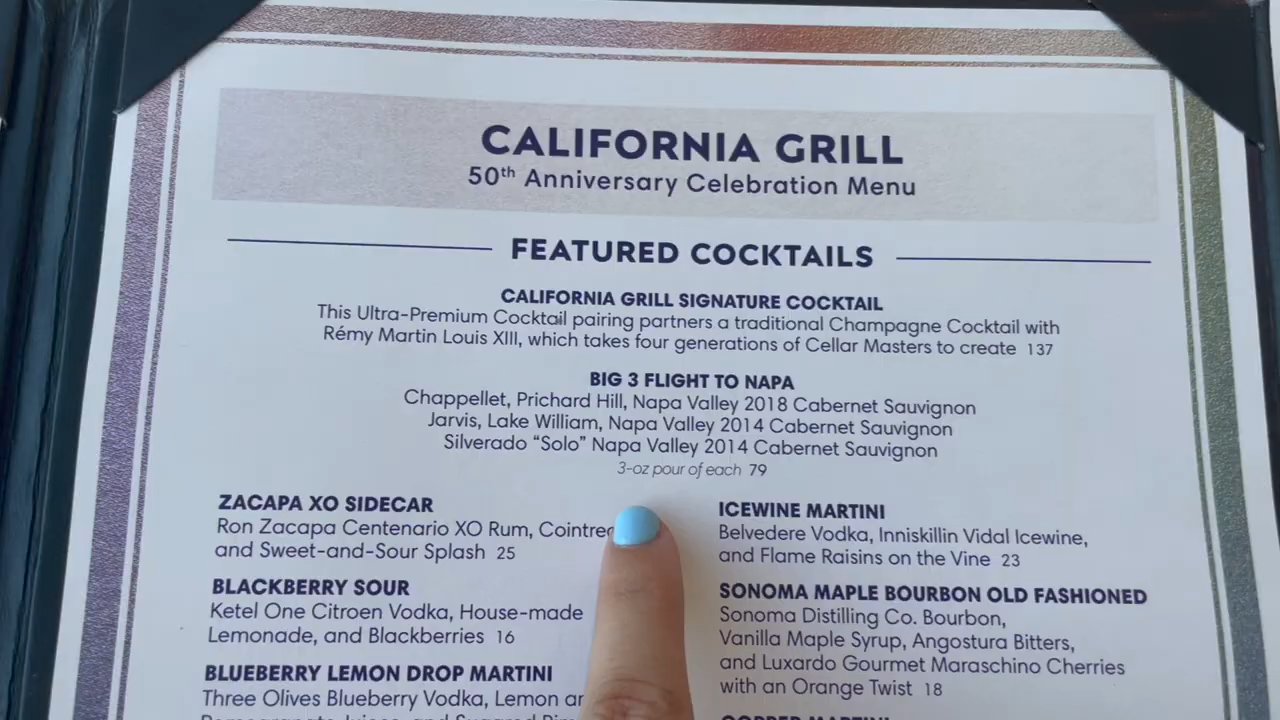 CALIFORNIA GRILL
50th Anniversary Celebration Menu
FEATURED COCKTAILS
CALIFORNIA GRILL SIGNATURE COCKTAIL
This Ultra-Premium Cocktail pairing partners a traditional Champagne Cocktail with
Rémy Martin Louis XIII, which takes four generations of Cellar Masters to create 137
BIG 3 FLIGHT TO NAPA
Chappellet, Prichard Hill, Napa Valley 2018 Cabernet Sauvignon
Jarvis, Lake William, Napa Valley 2014 Cabernet Sauvignon
Silverado “Solo” Napa Valley 2014 Cabernet Sauvignon
3-oz pour of each 79
ZACAPA XO SIDECAR
Ron Zacapa Centenario XO Rum,
and Sweet-and-Sour Splash 25
BLACKBERRY SOUR
Ketel One Citroen Vodka, House-made
Lemonade, and Blackberries 16
BLUEBERRY LEMON DROP MARTINI
Three Olives Blueberry Vodka, Lemon
ICEWINE MARTINI
Belvedere Vodka, Inniskillin Vidal Icewine,
and Flame Raisins on the Vine 23
SONOMA MAPLE BOURBON OLD FASHIONED
Sonoma Distilling Co. Bourbon,
Vanilla Maple Syrup, Angostura Bitters,
and Luxardo Gourmet Maraschino Cherries
with an Orange Twist 18